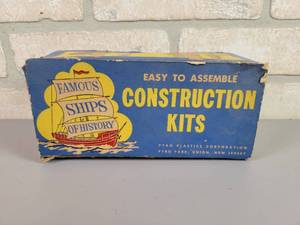 FAMOUS
SHIPS
OF HISTORY
EASY TO ASSEMBLE
CONSTRUCTION
KITS
PYRO PLASTICS CORPORATION
PYRO PARK, UNION, NEW JERSEY